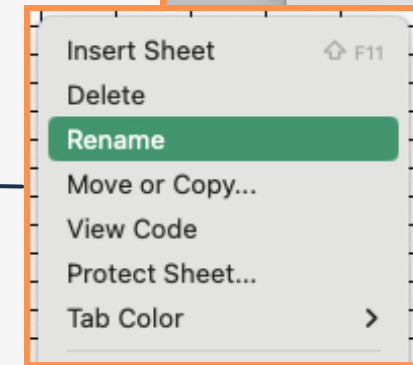 Insert Sheet ⇧ F11
Delete
Rename
Move or Copy...
View Code
Protect Sheet...
Tab Color >